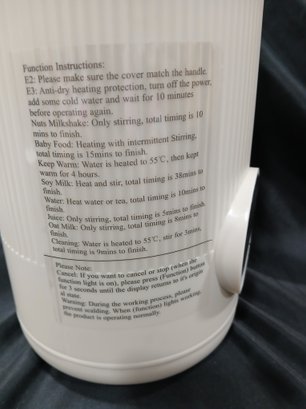 Function Instructions:
E2: Please make sure the cover match the handle.
E3: Anti-dry heating protection, turn off the power,
add some cold water and wait for 10 minutes
before operating again.
Nuts Milkshake: Only stirring, total timing is 10
mins to finish.
Baby Food: Heating with intermittent Stirring,
total timing is 15mins to finish.
Keep Warm: Water is heated to 55℃, then kept
warm for 4 hours.
Soy Milk: Heat and stir, total timing is 38mins to
finish.
Water: Heat water or tea, total timing is 10mins to
finish.
Juice: Only stirring, total timing is 5mins to finish.
Oat Milk: Only stirring, total timing is 8mins to
finish.
Cleaning: Water is heated to 55℃, stir for 3mins,
total timing is 9mins to finish.
Please Note:
Cancel: If you want to cancel or stop (when the
function light is on), please press (Function) button
for 3 seconds until the display returns to it's origin
al state.
Warning: During the working process, please
prevent scalding. When (function) lights working,
the product is operating normally.